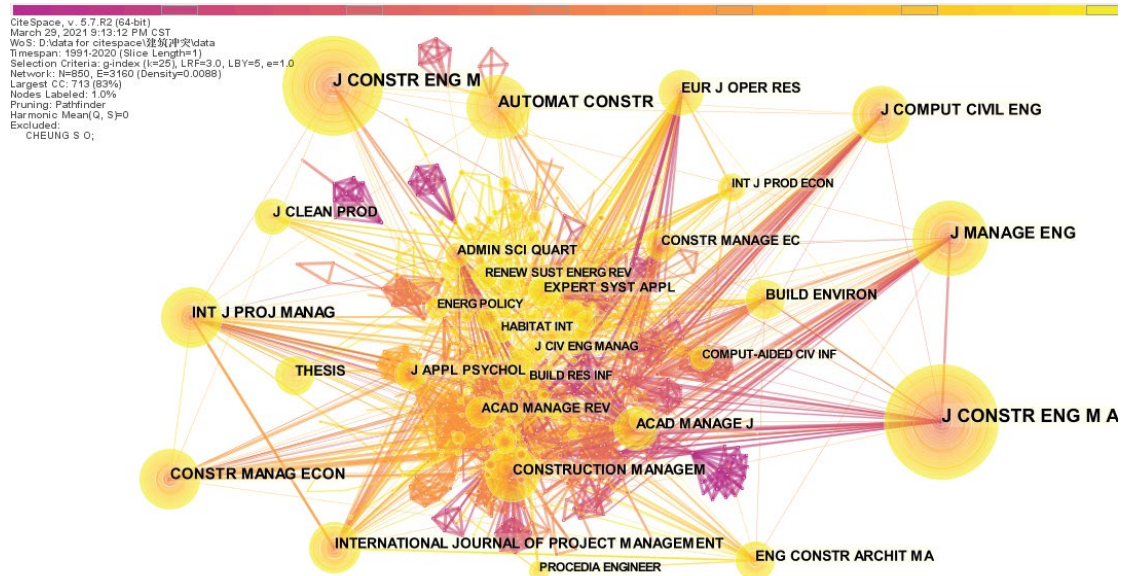 CiteSpace, v. 5.7.R2 (64-bit)
March 29, 2021 9:13:12 PM CST
WoS: D:\data for citespace\建筑冲突\data
Timespan: 1991-2020 (Slice Length=1)
Selection Criteria: g-index (k=25), LRF=3.0, LBY=5, e=1.0
Network: N=850, E=3160 (Density=0.0088)
Largest CC: 713 (83%)
Nodes Labeled: 1.0%
Pruning: Pathfinder
Harmonic Mean(Q, S)=0
Excluded:
CHEUNG S O;
J CONSTR ENG M
AUTOMAT CONSTR
EUR J OPER RES
J COMPUT CIVIL ENG
INT J PROD ECON
J CLEAN PROD
J MANAGE ENG
CONSTR MANAGE EC
ADMIN SCI QUART
RENEW SUST ENERG REV
EXPERT SYST APPL
BUILD ENVIRON
ENERG POLICY
INT J PROJ MANAG
HABITAT INT
J CIV ENG MANAG
COMPUT-AIDED CIV INF
THESIS
J APPL PSYCHOL
BUILD RES INF
ACAD MANAGE REV
J CONSTR ENG M A
ACAD MANAGE J
CONSTR MANAG ECON
CONSTRUCTION MANAGEM
INTERNATIONAL JOURNAL OF PROJECT MANAGEMENT
ENG CONSTR ARCHIT MA
PROCEDIA ENGINEER